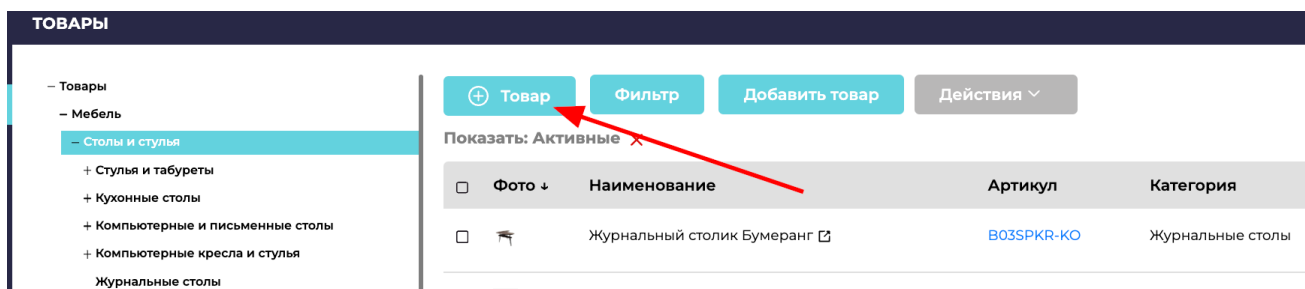 ТОВАРЫ
– Товары
– Мебель
– Столы и стулья
+ Стулья и табуреты
+ Кухонные столы
+ Компьютерные и письменные столы
+ Компьютерные кресла и стулья
Журнальные столы
Товар Фильтр Добавить товар Действия
Показать: Активные
Фото ↓ Наименование Артикул Категория
Журнальный столик Бумеранг B03SPKR-KO Журнальные столы